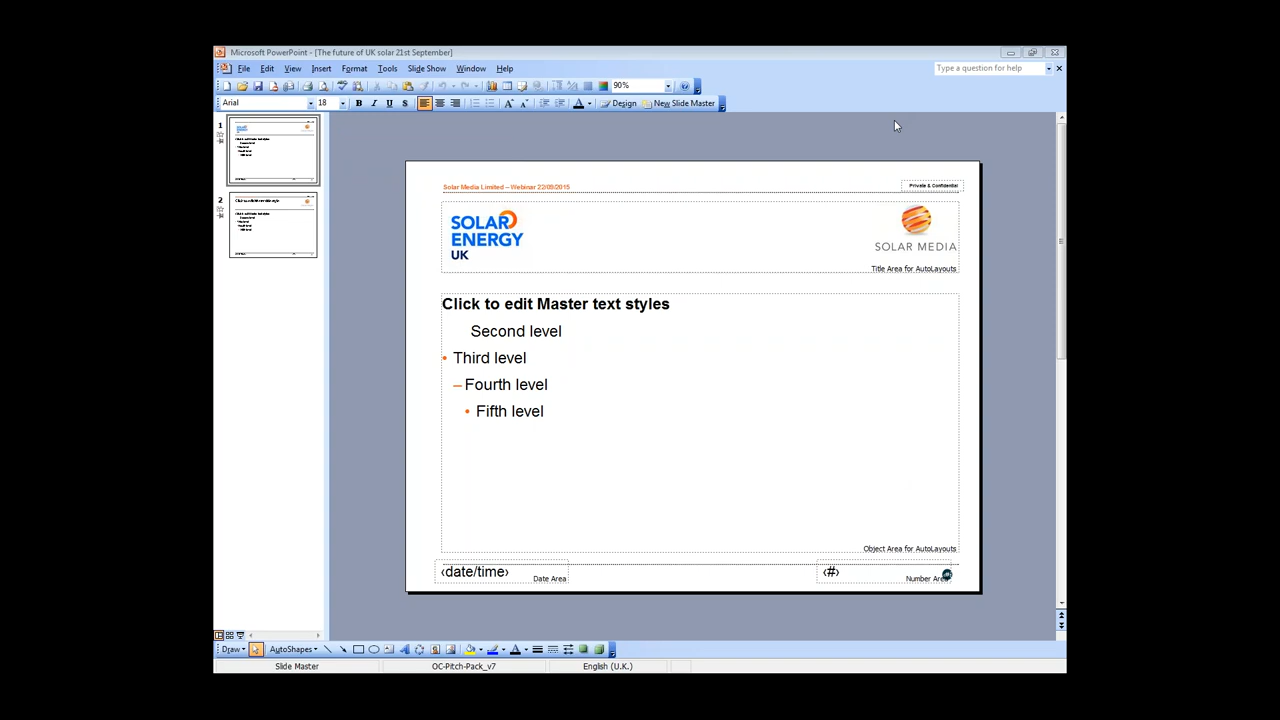 Microsoft PowerPoint - [The future of UK solar 21st September]
File Edit View Insert Format Tools Slide Show Window Help
Type a question for help
90%
Arial 18 B I U S Design New Slide Master
1
2
Solar Media Limited – Webinar 22/09/2015
Private & Confidential
SOLAR
ENERGY
UK
SOLAR MEDIA
Title Area for AutoLayouts
Click to edit Master text styles
Second level
• Third level
– Fourth level
• Fifth level
Object Area for AutoLayouts
‹date/time›
Date Area
‹#›
Number Area
Draw AutoShapes
Slide Master OC-Pitch-Pack_v7 English (U.K.)